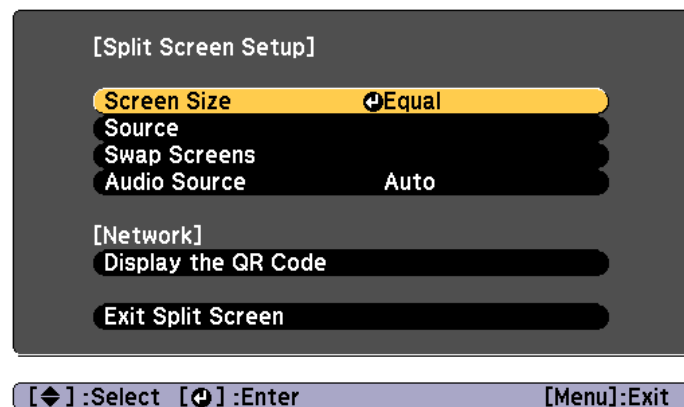 [Split Screen Setup]
Screen Size Equal
Source
Swap Screens
Audio Source Auto
[Network]
Display the QR Code
Exit Split Screen
[ ] :Select [ ] :Enter [Menu]:Exit